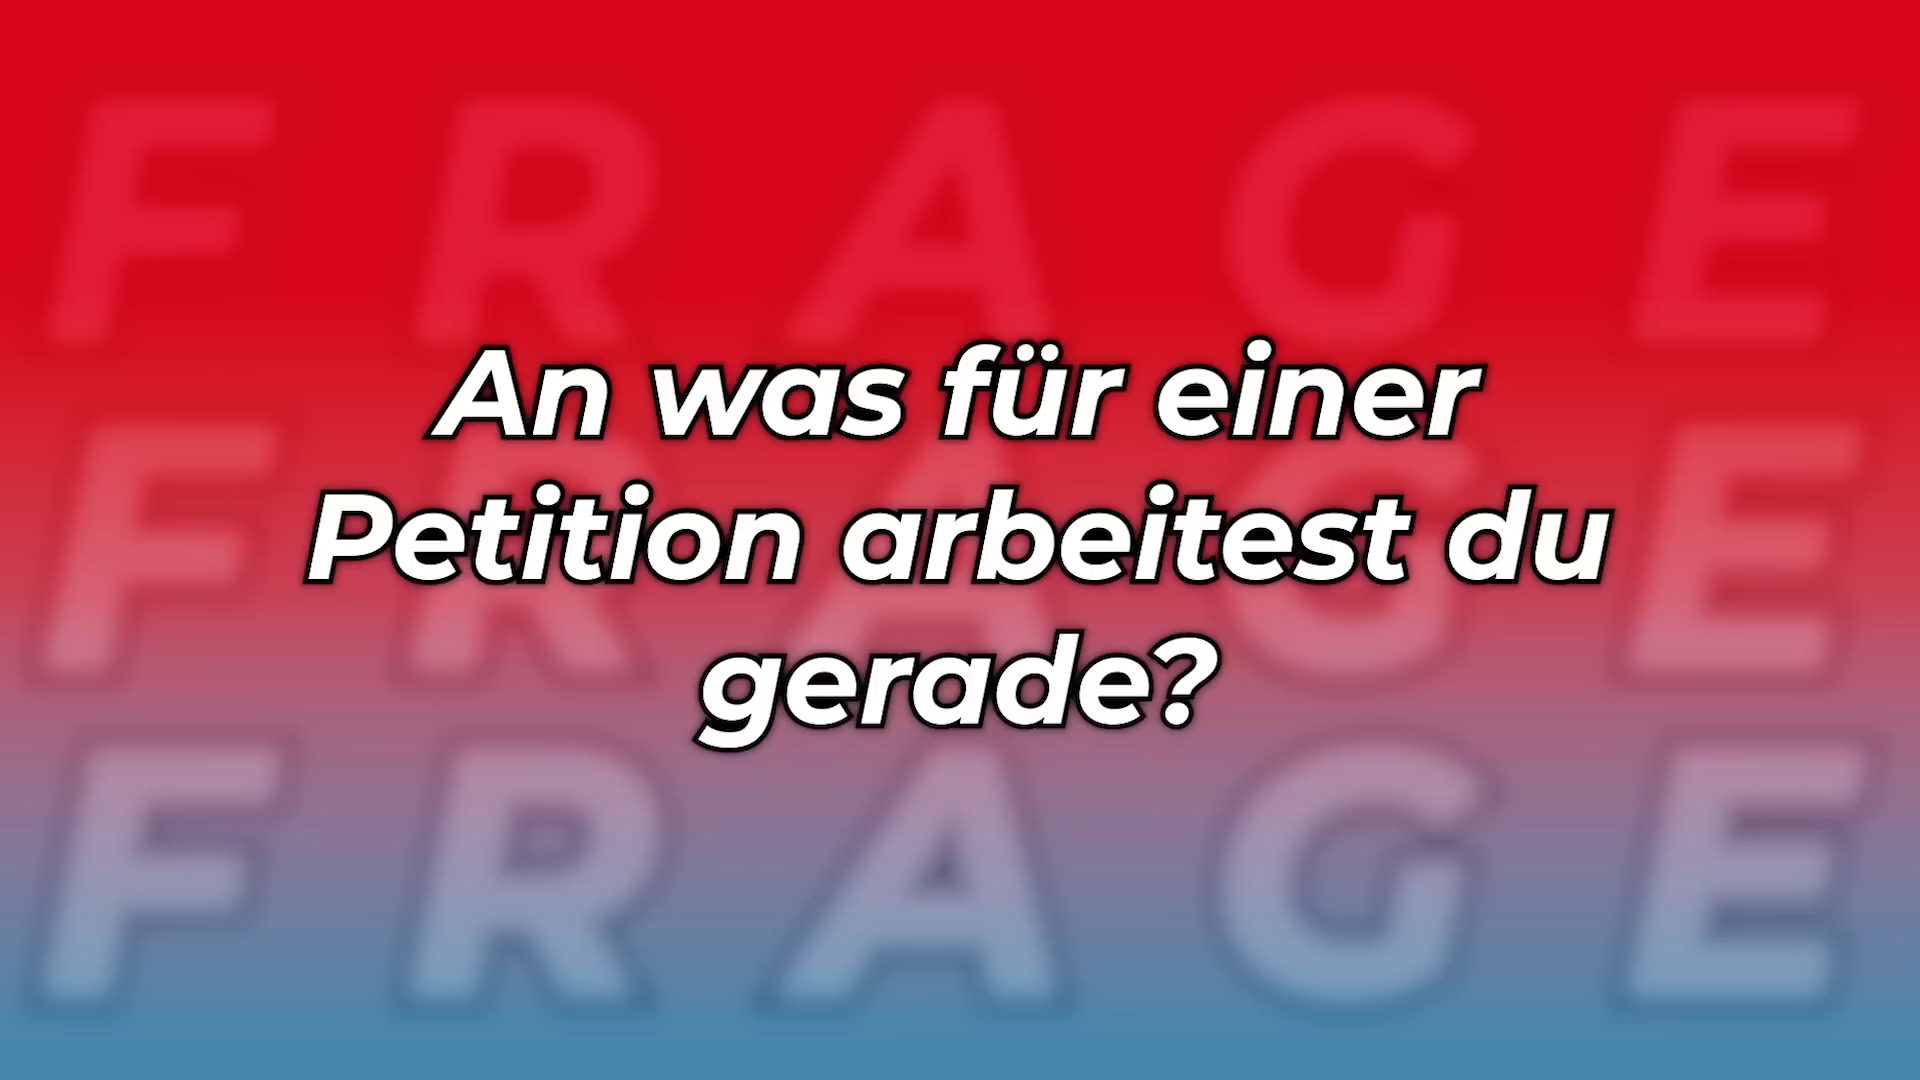 FRAGE
An was für einer
FRAGE
Petition arbeitest du
gerade?
FRAGE